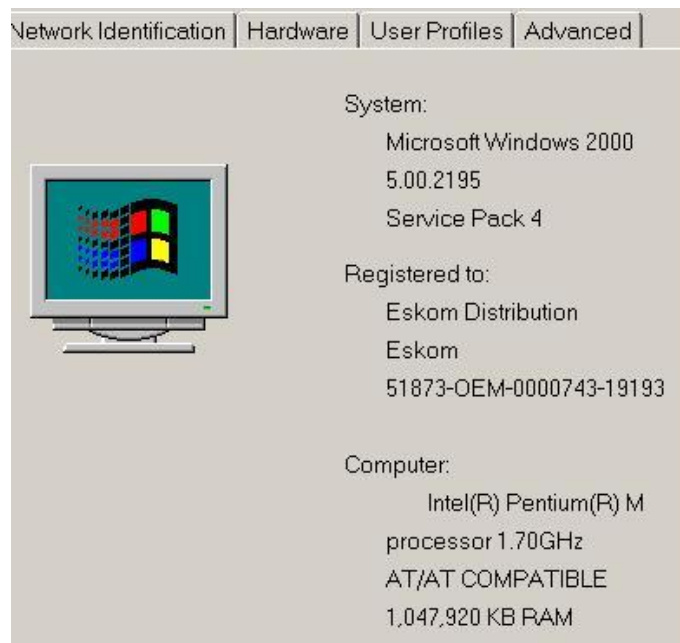 Network Identification Hardware User Profiles Advanced
System:
Microsoft Windows 2000
5.00.2195
Service Pack 4
Registered to:
Eskom Distribution
Eskom
51873-OEM-0000743-19193
Computer:
Intel(R) Pentium(R) M
processor 1.70GHz
AT/AT COMPATIBLE
1,047,920 KB RAM